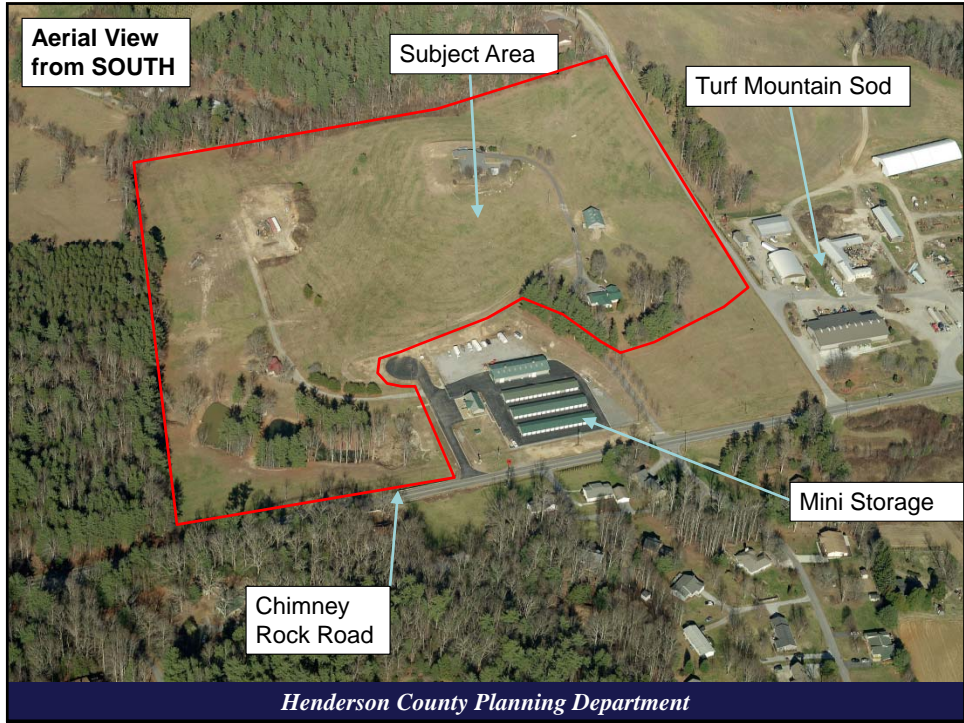 Aerial View
from SOUTH
Subject Area
Turf Mountain Sod
Mini Storage
Chimney
Rock Road
Henderson County Planning Department